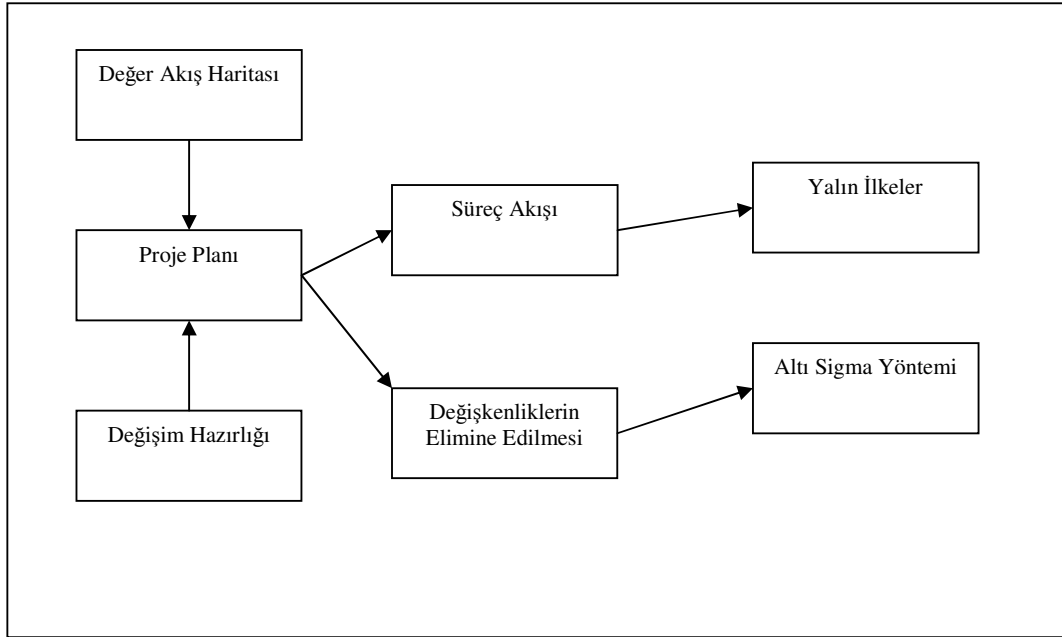 Değer Akış Haritası
Proje Planı
Değişim Hazırlığı
Süreç Akışı
Değişkenliklerin
Elimine Edilmesi
Yalın İlkeler
Altı Sigma Yöntemi